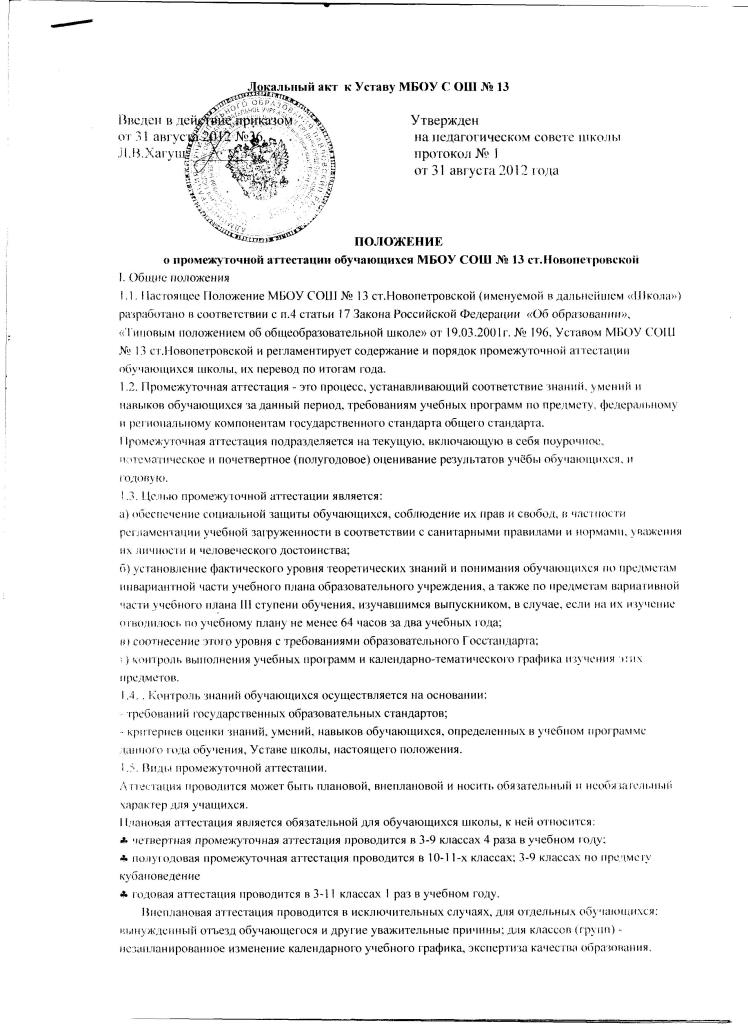 Локальный акт к Уставу МБОУ С ОШ № 13
Введен в действие приказом
от 31 августа 2012 №36
Л.В.Хагущ
Утвержден
на педагогическом совете школы
протокол № 1
от 31 августа 2012 года
ПОЛОЖЕНИЕ
о промежуточной аттестации обучающихся МБОУ СОШ № 13 ст.Новопетровской
I. Общие положения
1.1. Настоящее Положение МБОУ СОШ № 13 ст.Новопетровской (именуемой в дальнейшем «Школа»)
разработано в соответствии с п.4 статьи 17 Закона Российской Федерации «Об образовании»,
«Типовым положением об общеобразовательной школе» от 19.03.2001г. № 196, Уставом МБОУ СОШ
№ 13 ст.Новопетровской и регламентирует содержание и порядок промежуточной аттестации
обучающихся школы, их перевод по итогам года.
1.2. Промежуточная аттестация - это процесс, устанавливающий соответствие знаний, умений и
навыков обучающихся за данный период, требованиям учебных программ по предмету, федеральному
и региональному компонентам государственного стандарта общего стандарта.
Промежуточная аттестация подразделяется на текущую, включающую в себя поурочное,
потематическое и почетвертное (полугодовое) оценивание результатов учёбы обучающихся, и
годовую.
1.3. Целью промежуточной аттестации является:
а) обеспечение социальной защиты обучающихся, соблюдение их прав и свобод, в частности
регламентации учебной загруженности в соответствии с санитарными правилами и нормами, уважения
их личности и человеческого достоинства;
б) установление фактического уровня теоретических знаний и понимания обучающихся по предметам
инвариантной части учебного плана образовательного учреждения, а также по предметам вариативной
части учебного плана III ступени обучения, изучавшимся выпускником, в случае, если на их изучение
отводилось по учебному плану не менее 64 часов за два учебных года;
в) соотнесение этого уровня с требованиями образовательного Госстандарта;
г) контроль выполнения учебных программ и календарно-тематического графика изучения этих
предметов.
1.4. . Контроль знаний обучающихся осуществляется на основании:
- требований государственных образовательных стандартов;
- критериев оценки знаний, умений, навыков обучающихся, определенных в учебном программе
данного года обучения, Уставе школы, настоящего положения.
1.5. Виды промежуточной аттестации.
Аттестация проводится может быть плановой, внеплановой и носить обязательный и необязательный
характер для учащихся.
Плановая аттестация является обязательной для обучающихся школы, к ней относится:
♣ четвертная промежуточная аттестация проводится в 3-9 классах 4 раза в учебном году;
♣ полугодовая промежуточная аттестация проводится в 10-11-х классах; 3-9 классах по предмету
кубановедение
♣ годовая аттестация проводится в 3-11 классах 1 раз в учебном году.
Внеплановая аттестация проводится в исключительных случаях, для отдельных обучающихся:
вынужденный отъезд обучающегося и другие уважительные причины; для классов (групп) -
незапланированное изменение календарного учебного графика, экспертиза качества образования.